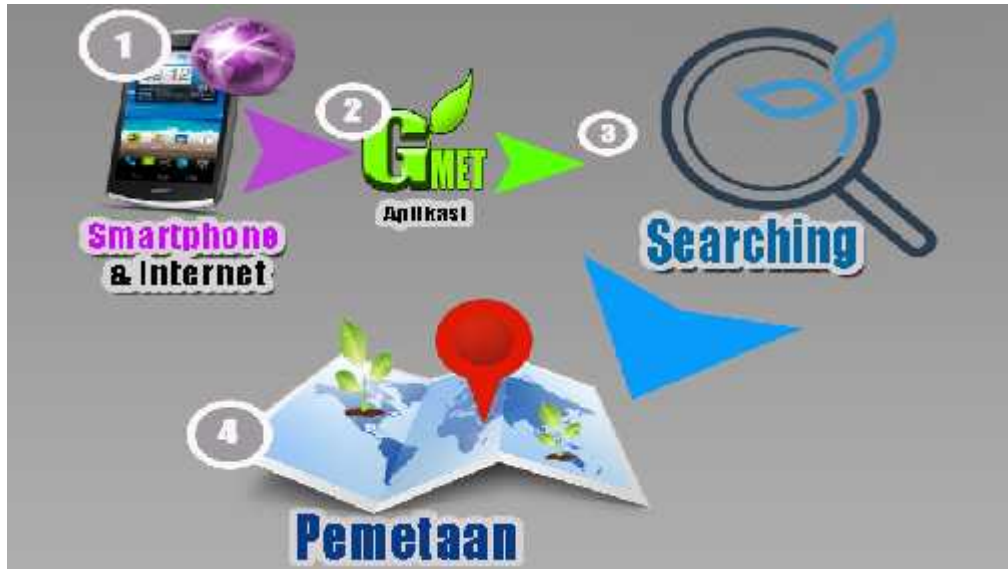 1
Smartphone
& Internet
2
GMET
Aplikasi
3
Searching
4
Pemetaan